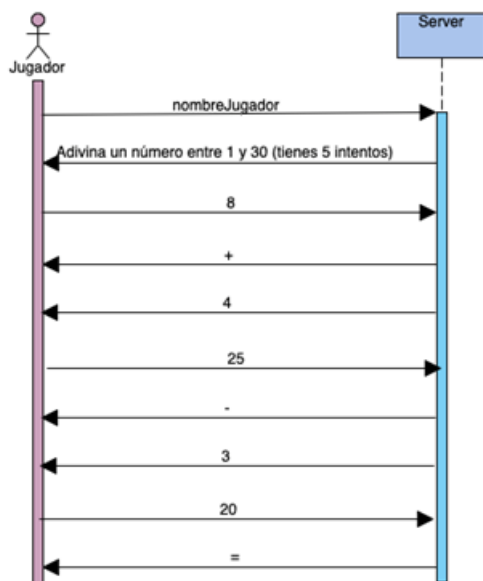 Server
Jugador
nombreJugador
Adivina un número entre 1 y 30 (tienes 5 intentos)
8
+
4
25
-
3
20
=